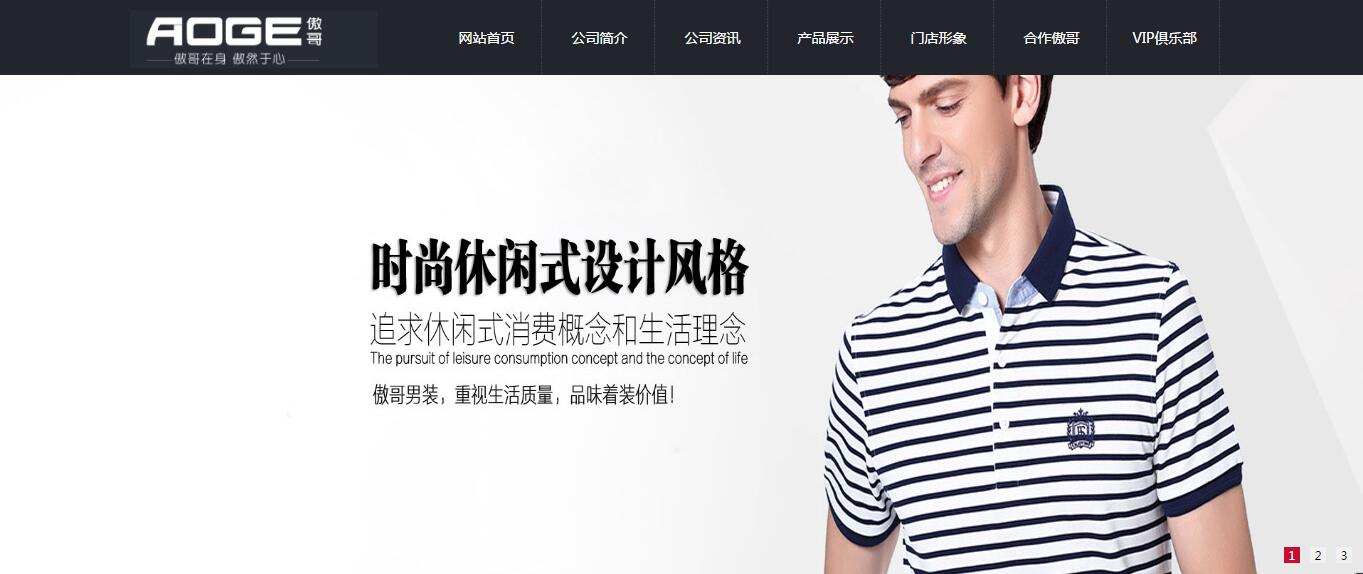 AOGE 傲哥
傲哥在身 傲然于心
网站首页 公司简介 公司资讯 产品展示 门店形象 合作傲哥 VIP俱乐部
时尚休闲式设计风格
追求休闲式消费概念和生活理念
The pursuit of leisure consumption concept and the concept of life
傲哥男装，重视生活质量，品味着装价值！
1 2 3